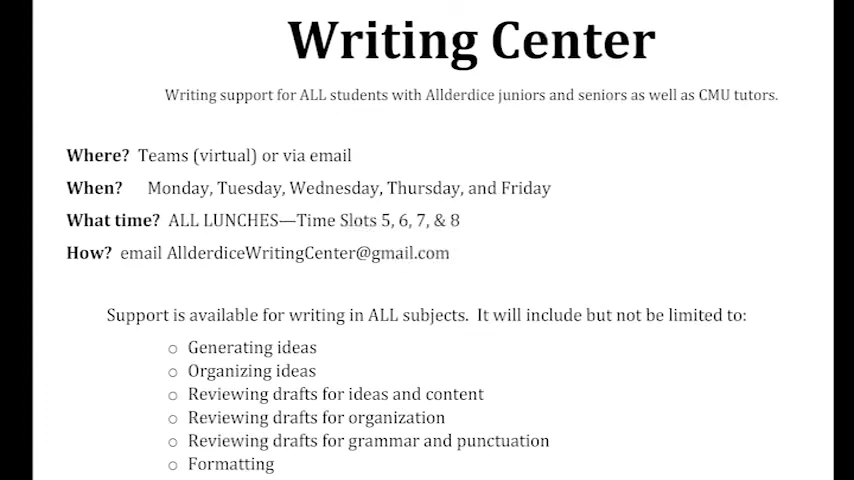 Writing Center
Writing support for ALL students with Allderdice juniors and seniors as well as CMU tutors.
Where? Teams (virtual) or via email
When? Monday, Tuesday, Wednesday, Thursday, and Friday
What time? ALL LUNCHES—Time Slots 5, 6, 7, & 8
How? email AllderdiceWritingCenter@gmail.com
Support is available for writing in ALL subjects. It will include but not be limited to:
○ Generating ideas
○ Organizing ideas
○ Reviewing drafts for ideas and content
○ Reviewing drafts for organization
○ Reviewing drafts for grammar and punctuation
○ Formatting